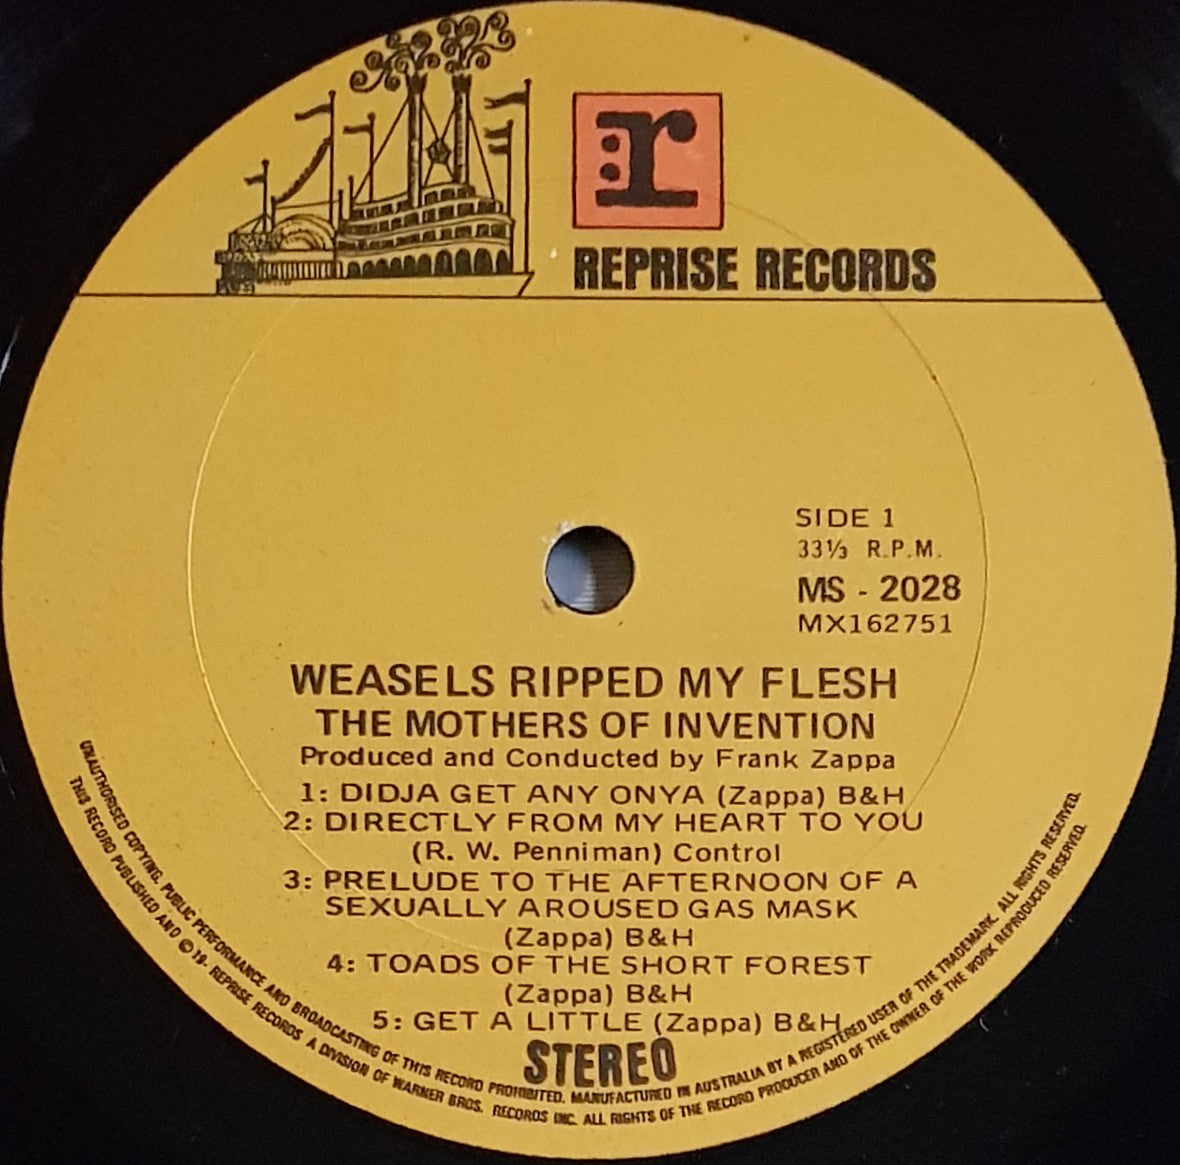 r
REPRISE RECORDS
SIDE 1
33⅓ R.P.M.
MS - 2028
MX162751
WEASELS RIPPED MY FLESH
THE MOTHERS OF INVENTION
Produced and Conducted by Frank Zappa
1: DIDJA GET ANY ONYA (Zappa) B&H
2: DIRECTLY FROM MY HEART TO YOU
(R. W. Penniman) Control
3: PRELUDE TO THE AFTERNOON OF A
SEXUALLY AROUSED GAS MASK
(Zappa) B&H
4: TOADS OF THE SHORT FOREST
(Zappa) B&H
5: GET A LITTLE (Zappa) B&H
STEREO
UNAUTHORISED COPYING, PUBLIC PERFORMANCE AND BROADCASTING OF THIS RECORD PROHIBITED. MANUFACTURED IN AUSTRALIA BY A REGISTERED USER OF THE TRADEMARK. ALL RIGHTS RESERVED.
THIS RECORD PUBLISHED AND © 19- REPRISE RECORDS A DIVISION OF WARNER BROS. RECORDS INC. ALL RIGHTS OF THE RECORD PRODUCER AND OF THE OWNER OF THE WORK REPRODUCED RESERVED.